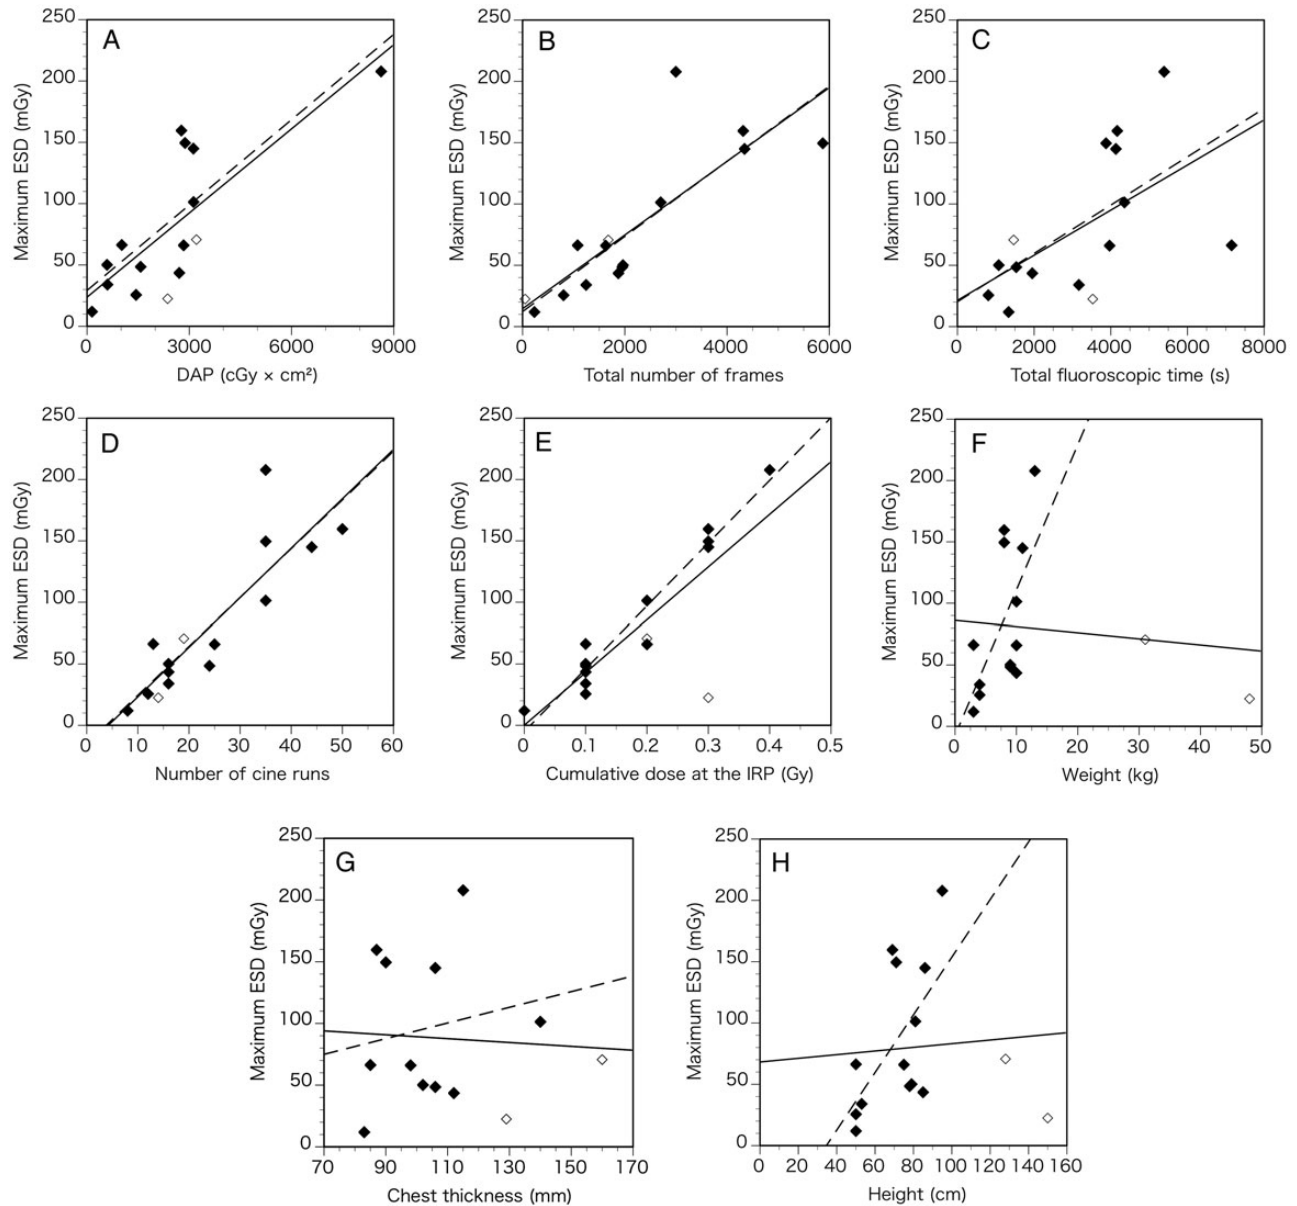 A
Maximum ESD (mGy)
250
200
150
100
50
0
0 3000 6000 9000
DAP (cGy × cm²)
B
Maximum ESD (mGy)
250
200
150
100
50
0
0 2000 4000 6000
Total number of frames
C
Maximum ESD (mGy)
250
200
150
100
50
0
0 2000 4000 6000 8000
Total fluoroscopic time (s)
D
Maximum ESD (mGy)
250
200
150
100
50
0
0 10 20 30 40 50 60
Number of cine runs
E
Maximum ESD (mGy)
250
200
150
100
50
0
0 0.1 0.2 0.3 0.4 0.5
Cumulative dose at the IRP (Gy)
F
Maximum ESD (mGy)
250
200
150
100
50
0
0 10 20 30 40 50
Weight (kg)
G
Maximum ESD (mGy)
250
200
150
100
50
0
70 90 110 130 150 170
Chest thickness (mm)
H
Maximum ESD (mGy)
250
200
150
100
50
0
0 20 40 60 80 100 120 140 160
Height (cm)